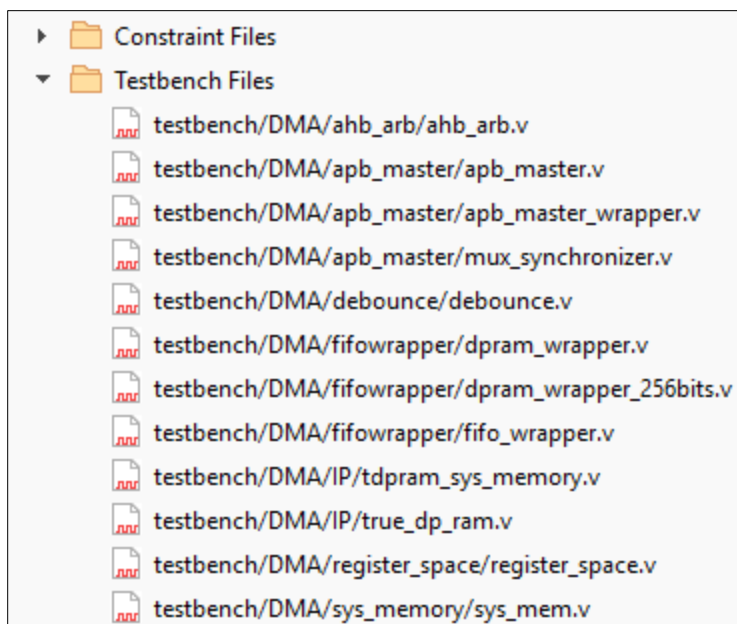 Constraint Files
Testbench Files
testbench/DMA/ahb_arb/ahb_arb.v
testbench/DMA/apb_master/apb_master.v
testbench/DMA/apb_master/apb_master_wrapper.v
testbench/DMA/apb_master/mux_synchronizer.v
testbench/DMA/debounce/debounce.v
testbench/DMA/fifowrapper/dpram_wrapper.v
testbench/DMA/fifowrapper/dpram_wrapper_256bits.v
testbench/DMA/fifowrapper/fifo_wrapper.v
testbench/DMA/IP/tdpram_sys_memory.v
testbench/DMA/IP/true_dp_ram.v
testbench/DMA/register_space/register_space.v
testbench/DMA/sys_memory/sys_mem.v